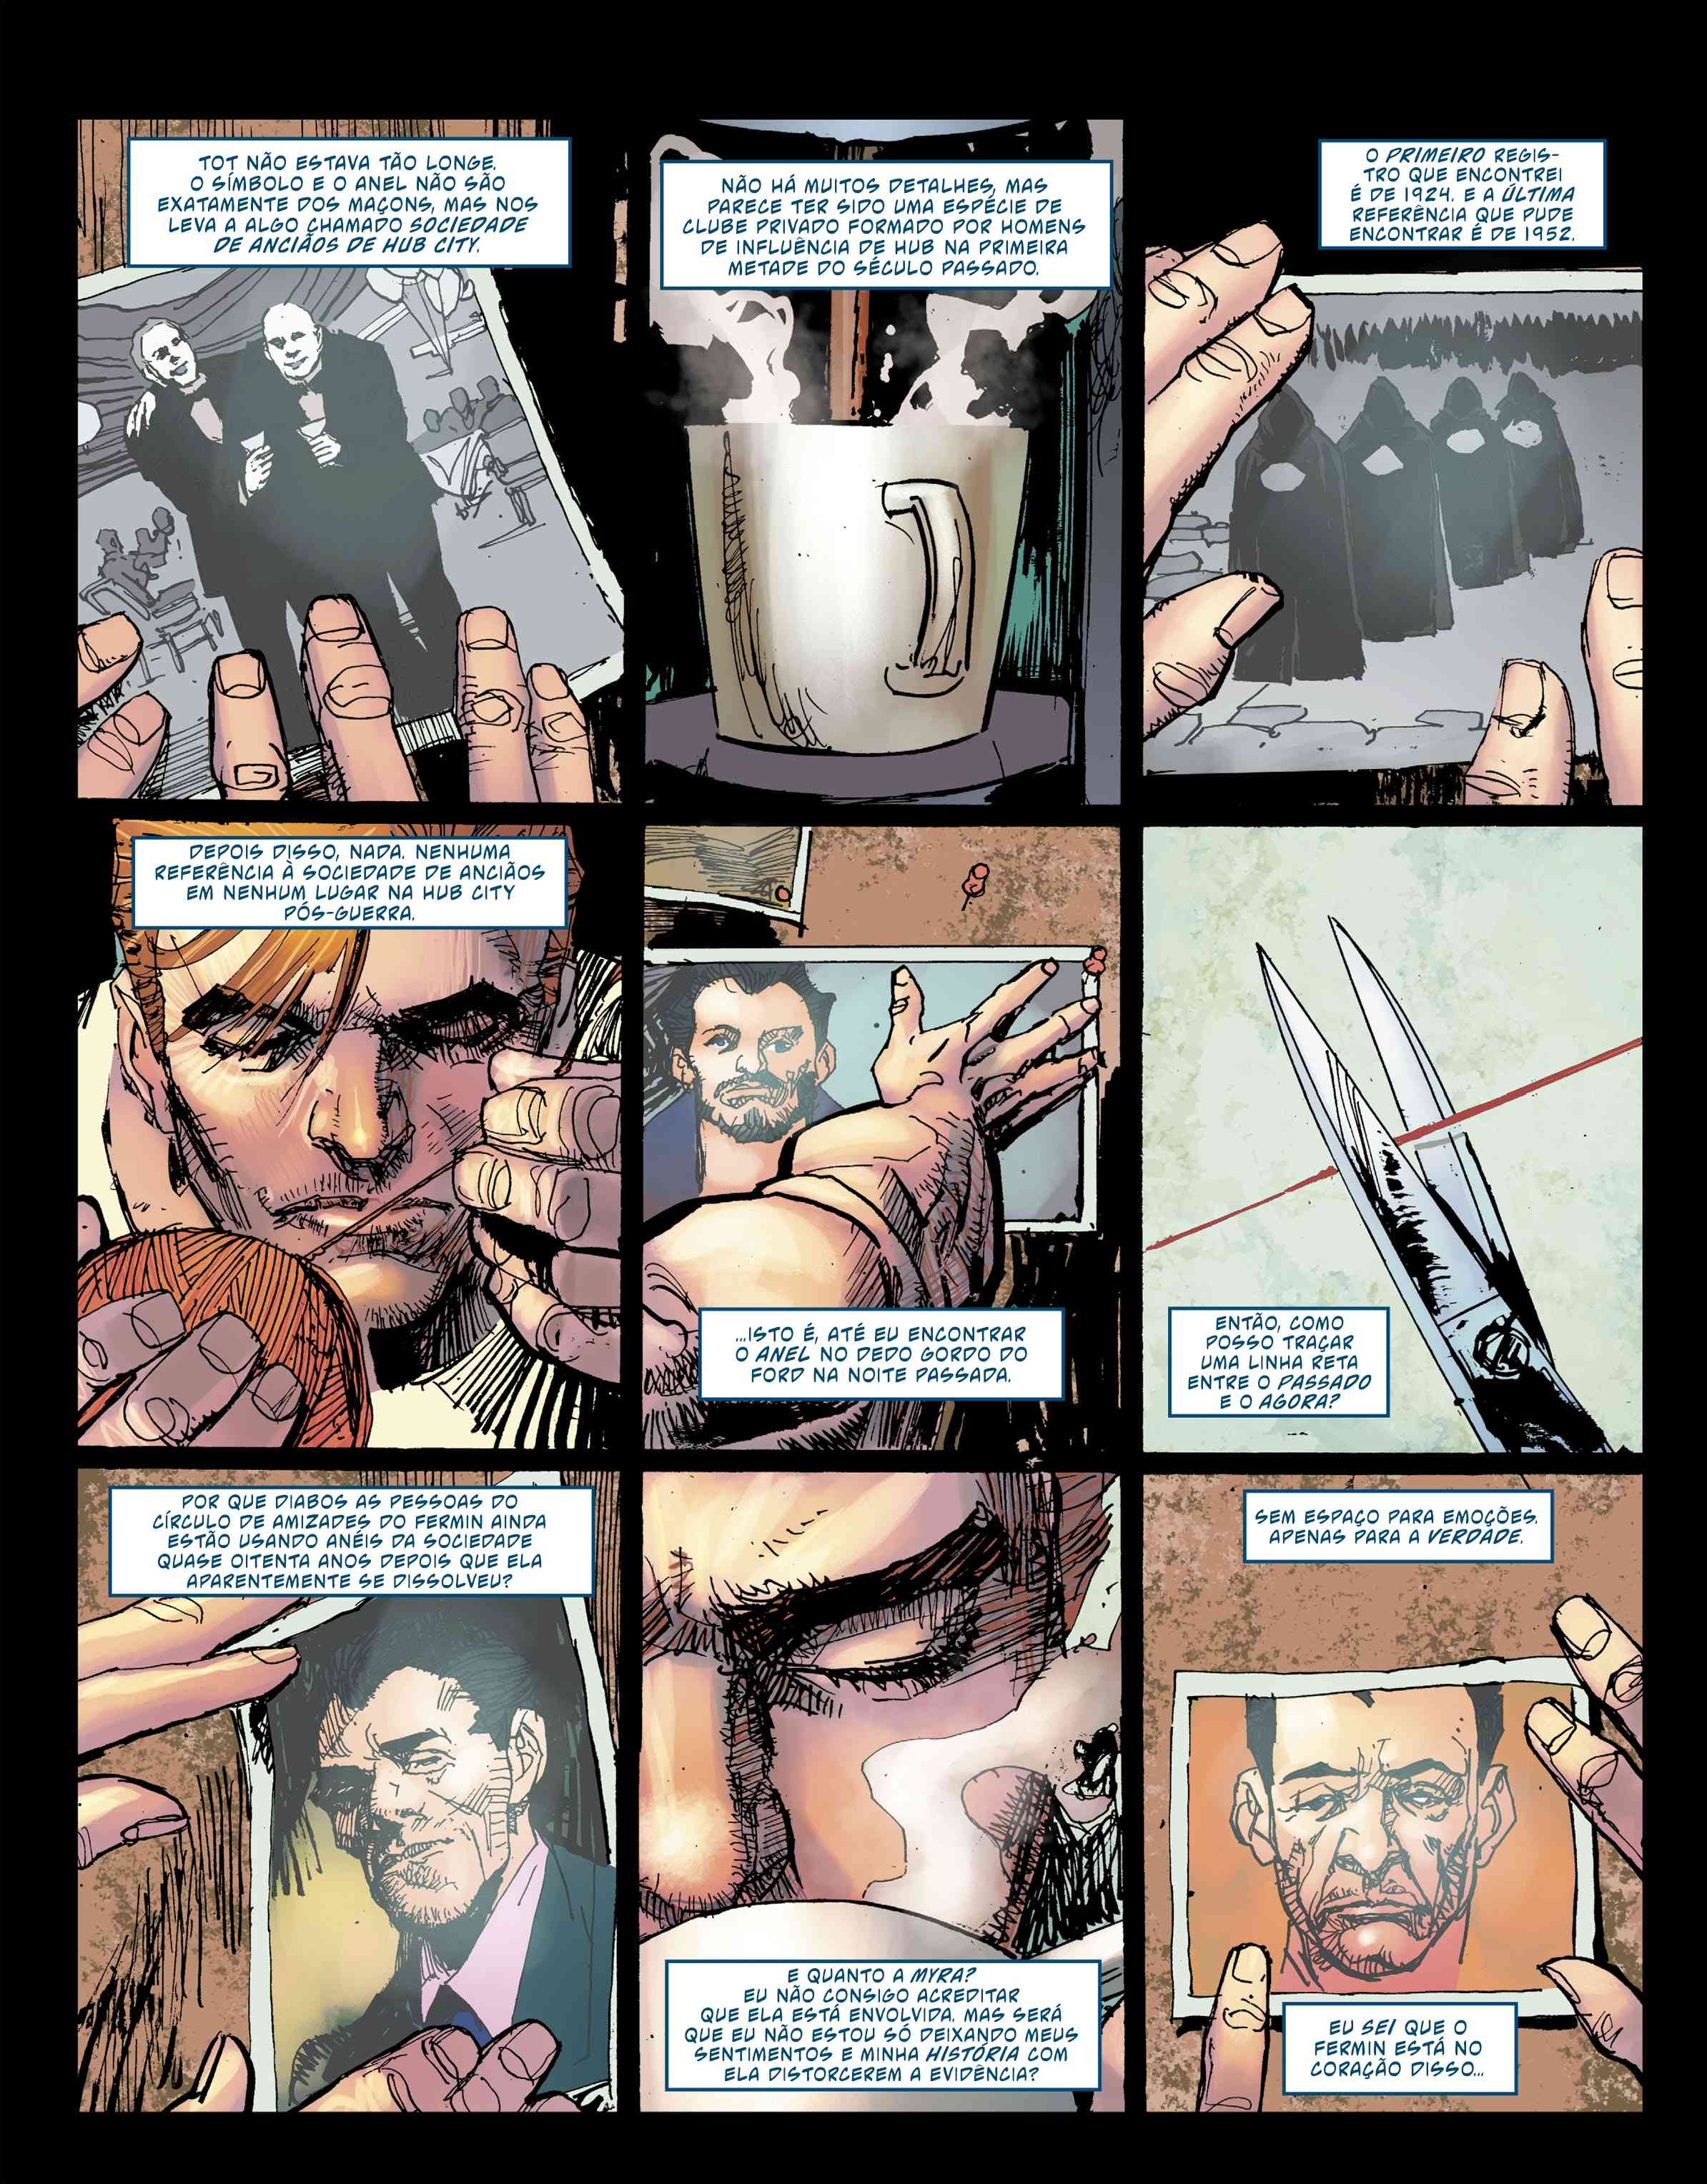 TOT NÃO ESTAVA TÃO LONGE.
O SÍMBOLO E O ANEL NÃO SÃO
EXATAMENTE DOS MAÇONS, MAS NOS
LEVA A ALGO CHAMADO SOCIEDADE
DE ANCIÃOS DE HUB CITY.
NÃO HÁ MUITOS DETALHES, MAS
PARECE TER SIDO UMA ESPÉCIE DE
CLUBE PRIVADO FORMADO POR HOMENS
DE INFLUÊNCIA DE HUB NA PRIMEIRA
METADE DO SÉCULO PASSADO.
O PRIMEIRO REGIS-
TRO QUE ENCONTREI
É DE 1924. E A ÚLTIMA
REFERÊNCIA QUE PUDE
ENCONTRAR É DE 1952.
DEPOIS DISSO, NADA. NENHUMA
REFERÊNCIA À SOCIEDADE DE ANCIÃOS
EM NENHUM LUGAR NA HUB CITY
PÓS-GUERRA.
...ISTO É, ATÉ EU ENCONTRAR
O ANEL NO DEDO GORDO DO
FORD NA NOITE PASSADA.
ENTÃO, COMO
POSSO TRAÇAR
UMA LINHA RETA
ENTRE O PASSADO
E O AGORA?
POR QUE DIABOS AS PESSOAS DO
CÍRCULO DE AMIZADES DO FERMIN AINDA
ESTÃO USANDO ANÉIS DA SOCIEDADE
QUASE OITENTA ANOS DEPOIS QUE ELA
APARENTEMENTE SE DISSOLVEU?
E QUANTO A MYRA?
EU NÃO CONSIGO ACREDITAR
QUE ELA ESTÁ ENVOLVIDA. MAS SERÁ
QUE EU NÃO ESTOU SÓ DEIXANDO MEUS
SENTIMENTOS E MINHA HISTÓRIA COM
ELA DISTORCEREM A EVIDÊNCIA?
SEM ESPAÇO PARA EMOÇÕES.
APENAS PARA A VERDADE.
EU SEI QUE O
FERMIN ESTÁ NO
CORAÇÃO DISSO...